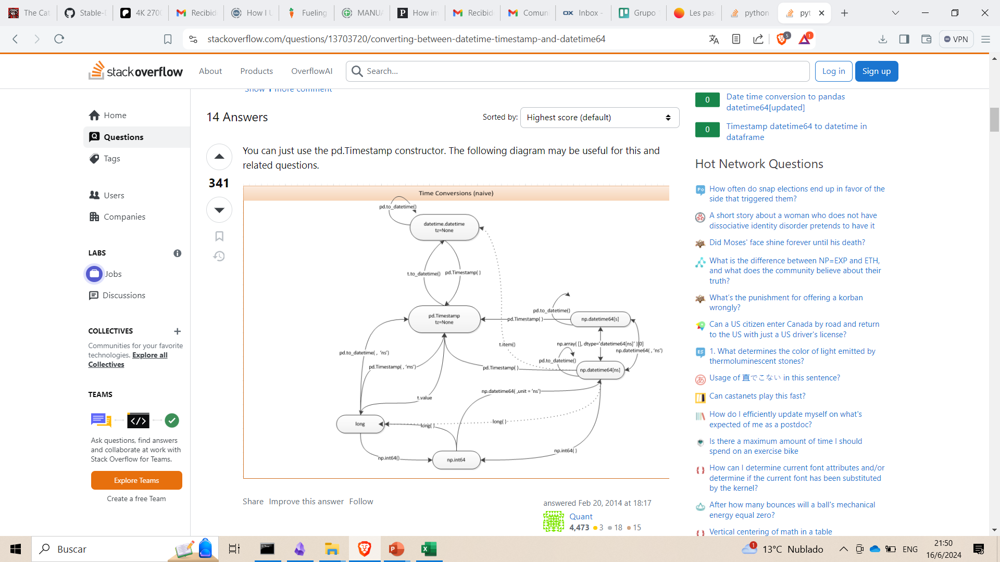 The Cat
Stable-
4K 270
Recibid
How I U
Fueling
MANUA
How im
Recibid
Comun
Inbox -
Grupo
Les pas
python
pyt
stackoverflow.com/questions/13703720/converting-between-datetime-timestamp-and-datetime64
5
1
VPN
stack overflow
About
Products
OverflowAI
Search...
Log in
Sign up
Home
Questions
Tags
Users
Companies
LABS
Jobs
Discussions
COLLECTIVES
Communities for your favorite
technologies. Explore all
Collectives
TEAMS
Ask questions, find answers
and collaborate at work with
Stack Overflow for Teams.
Explore Teams
Create a free Team
Show 1 more comment
14 Answers
Sorted by:
Highest score (default)
341
You can just use the pd.Timestamp constructor. The following diagram may be useful for this and
related questions.
Time Conversions (naive)
pd.to_datetime()
datetime.datetime
tz=None
t.to_datetime()
pd.Timestamp( )
pd.Timestamp
tz=None
pd.to_datetime()
pd.Timestamp( )
np.datetime64[s]
t.item()
np.array( [], dtype='datetime64[ns]' )[0]
np.datetime64( , 'ns')
pd.to_datetime( , 'ns')
pd.to_datetime()
pd.Timestamp( , 'ms')
pd.Timestamp( )
np.datetime64[ns]
np.datetime64( ,unit = 'ns')
t.value
long
long( )
long( )
np.int64( )
np.int64()
np.int64
Share Improve this answer Follow
answered Feb 20, 2014 at 18:17
Quant
4,473 3 18 15
0
Date time conversion to pandas
datetime64[updated]
0
Timestamp datetime64 to datetime in
dataframe
Hot Network Questions
How often do snap elections end up in favor of the
side that triggered them?
A short story about a woman who does not have
dissociative identity disorder pretends to have it
Did Moses' face shine forever until his death?
What is the difference between NP=EXP and ETH,
and what does the community believe about their
truth?
What's the punishment for offering a korban
wrongly?
Can a US citizen enter Canada by road and return
to the US with just a US driver's license?
1. What determines the color of light emitted by
thermoluminescent stones?
Usage of 直でこない in this sentence?
Can castanets play this fast?
How do I efficiently update myself on what's
expected of me as a postdoc?
Is there a maximum amount of time I should
spend on an exercise bike
How can I determine current font attributes and/or
determine if the current font has been substituted
by the kernel?
After how many bounces will a ball's mechanical
energy equal zero?
Vertical centering of math in a table
Buscar
1
13°C Nublado
ENG
21:50
16/6/2024